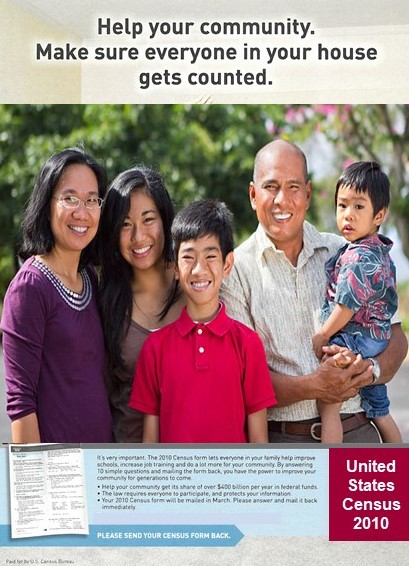 Help your community.
Make sure everyone in your house
gets counted.
It's very important. The 2010 Census form lets everyone in your family help improve
schools, increase job training and do a lot more for your community. By answering
10 simple questions and mailing the form back, you have the power to improve your
community for generations to come.
• Help your community get its share of over $400 billion per year in federal funds.
• The law requires everyone to participate, and protects your information.
• Your 2010 Census form will be mailed in March. Please answer and mail it back
immediately.
PLEASE SEND YOUR CENSUS FORM BACK.
United
States
Census
2010
Paid for by U.S. Census Bureau